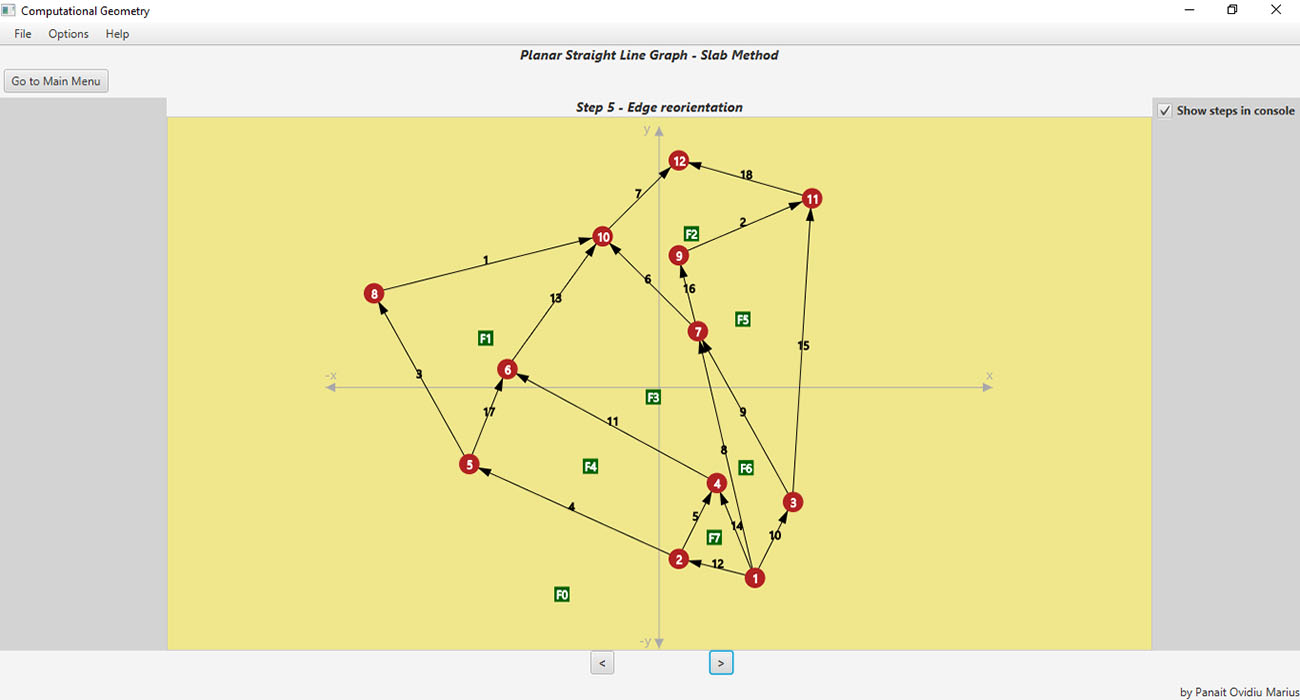 Computational Geometry
File Options Help
Planar Straight Line Graph - Slab Method
Go to Main Menu
Step 5 - Edge reorientation
Show steps in console
y
12
18
7
11
2
F2
10
9
1
6
16
8
13
F5
7
F1
15
6
3
-x
x
F3
17
9
11
8
5
F4
F6
4
3
4
5
14
10
F7
2
12
1
F0
-y
< >
by Panait Ovidiu Marius